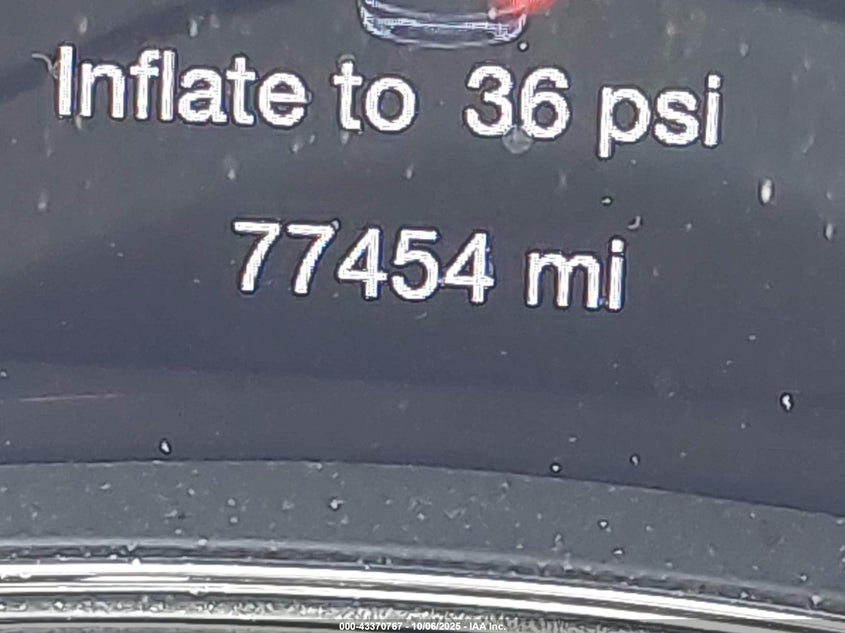 Inflate to 36 psi
77454 mi
000-43370767 - 10/06/2025 - IAA Inc.